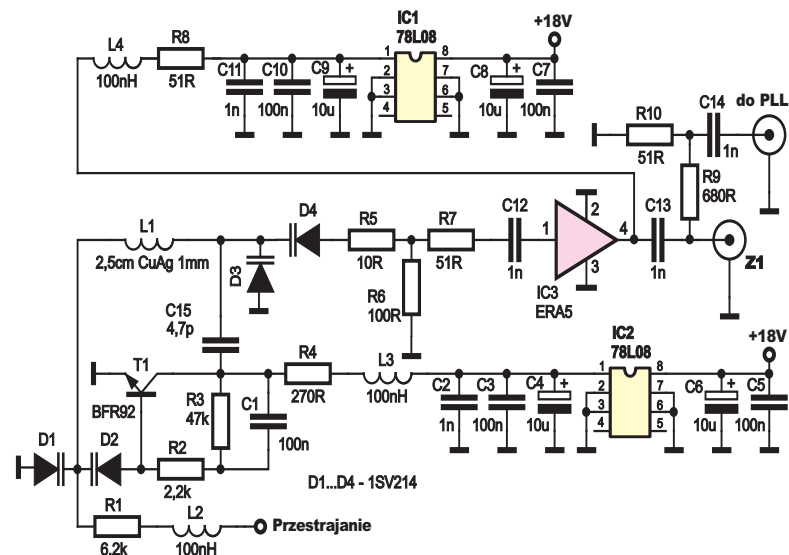 IC1
78L08
+18V
L4
100nH
R8
51R
C11
1n
C10
100n
C9
+
10u
1
2
3
4
8
7
6
5
C8
+
10u
C7
100n
do PLL
R10
51R
C14
1n
R9
680R
L1
2,5cm CuAg 1mm
D4
D3
R5
10R
R7
51R
R6
100R
C12
1n
1
2
3
4
IC3
ERA5
C13
1n
Z1
C15
4,7p
T1
BFR92
R4
270R
L3
100nH
R3
47k
C1
100n
C2
1n
C3
100n
C4
+
10u
IC2
78L08
1
2
3
4
8
7
6
5
+18V
C6
+
10u
C5
100n
D1
D2
R2
2,2k
D1...D4 - 1SV214
R1
6,2k
L2
100nH
Przestrajanie